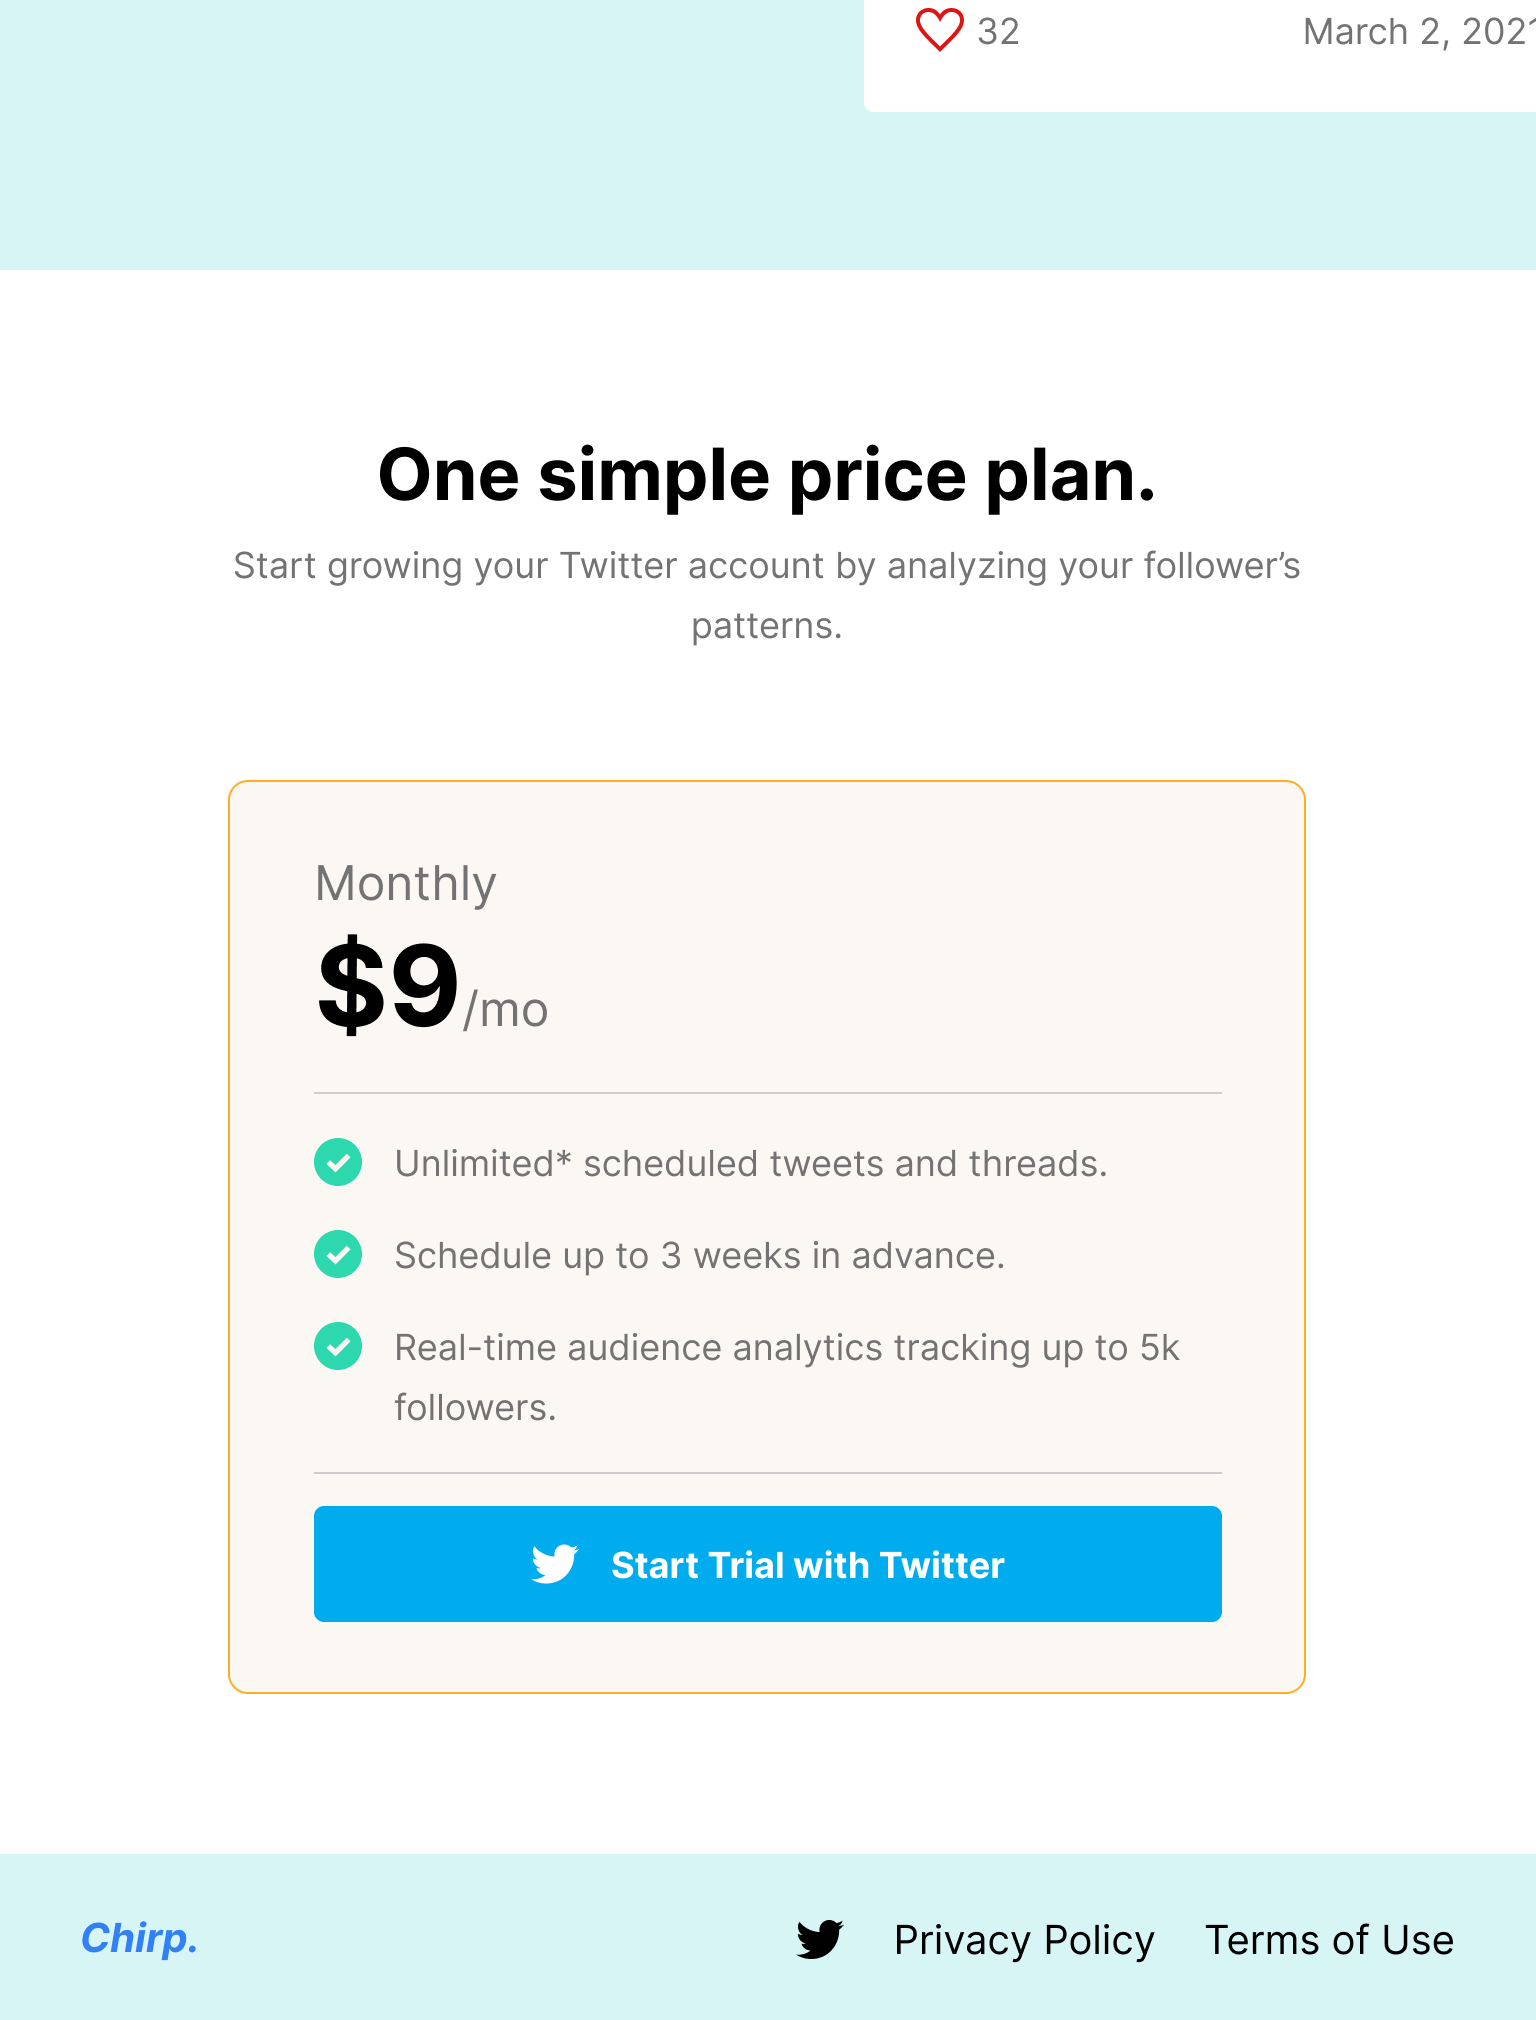 32
March 2, 2021
One simple price plan.
Start growing your Twitter account by analyzing your follower’s
patterns.
Monthly
$9/mo
Unlimited* scheduled tweets and threads.
Schedule up to 3 weeks in advance.
Real-time audience analytics tracking up to 5k
followers.
Start Trial with Twitter
Chirp.
Privacy Policy
Terms of Use